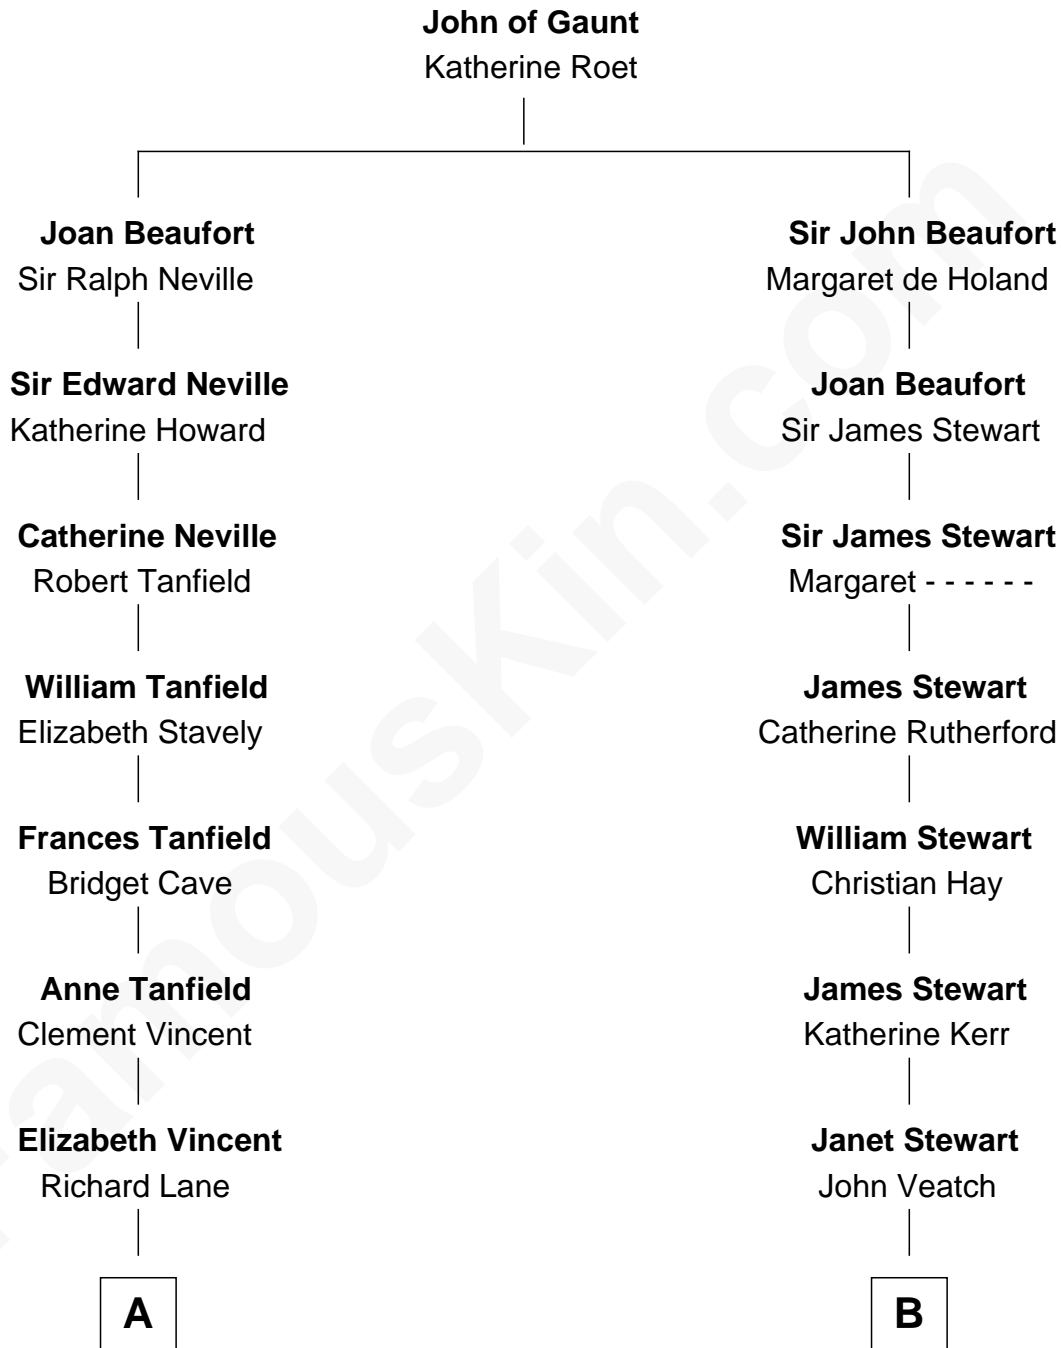 John of Gaunt
Katherine Roet
Joan Beaufort
Sir Ralph Neville
Sir John Beaufort
Margaret de Holand
Sir Edward Neville
Katherine Howard
Joan Beaufort
Sir James Stewart
Catherine Neville
Robert Tanfield
Sir James Stewart
Margaret - - - - - -
William Tanfield
Elizabeth Stavely
James Stewart
Catherine Rutherford
Frances Tanfield
Bridget Cave
William Stewart
Christian Hay
Anne Tanfield
Clement Vincent
James Stewart
Katherine Kerr
Elizabeth Vincent
Richard Lane
Janet Stewart
John Veatch
A
B
FamousKin.com